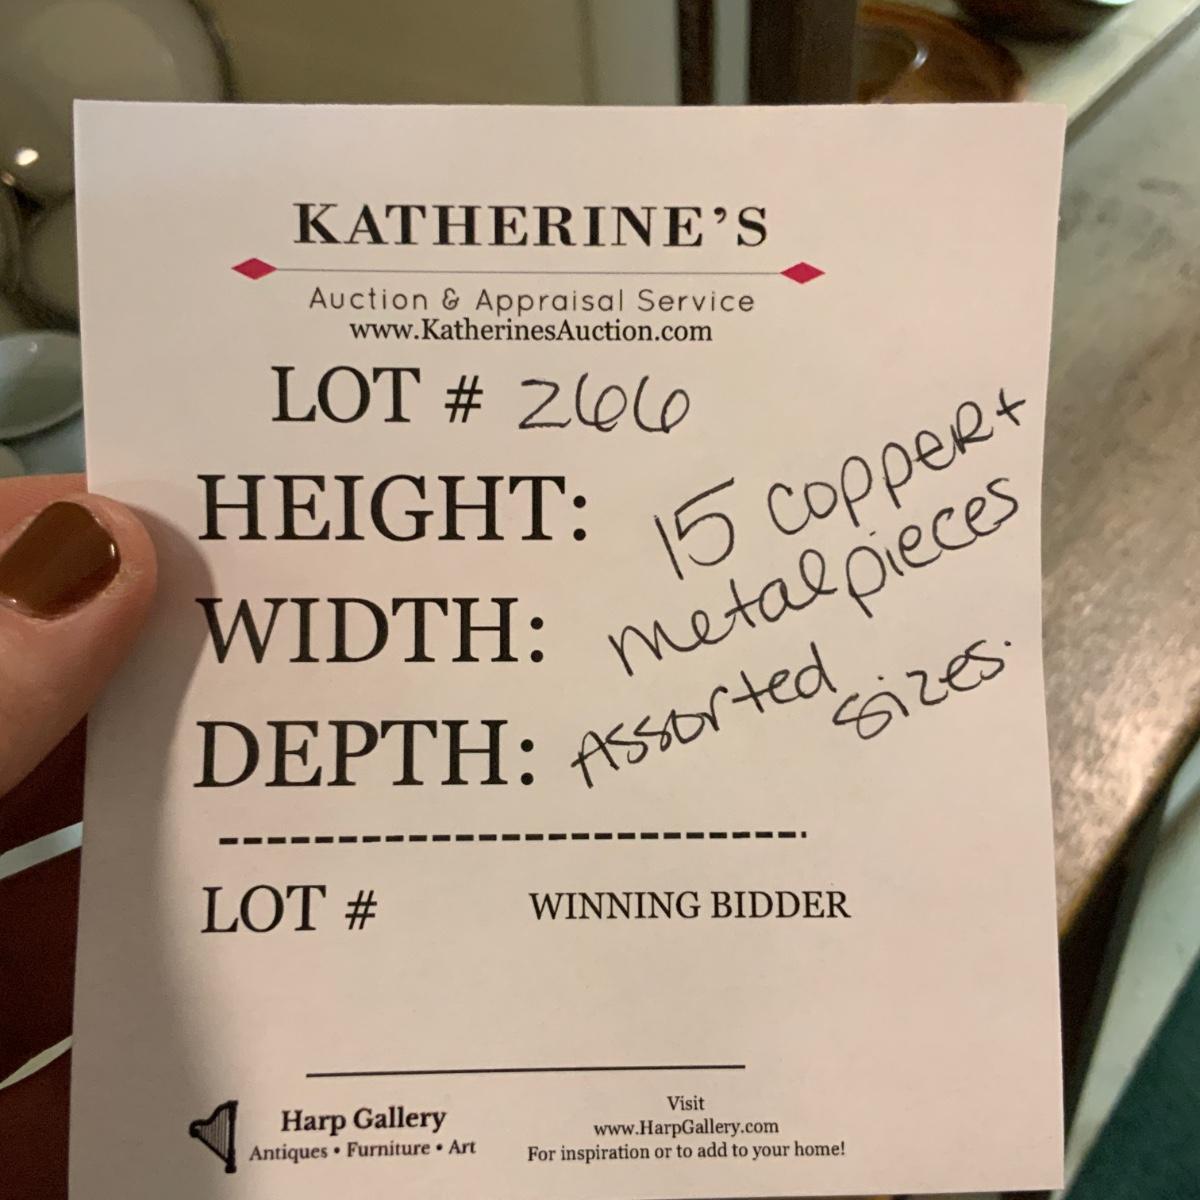 KATHERINE'S
Auction & Appraisal Service
www.KatherinesAuction.com
LOT # 266
HEIGHT:
WIDTH:
DEPTH:
15 copper +
metal pieces
Assorted
sizes.
LOT #
WINNING BIDDER
Harp Gallery
Antiques • Furniture • Art
Visit
www.HarpGallery.com
For inspiration or to add to your home!